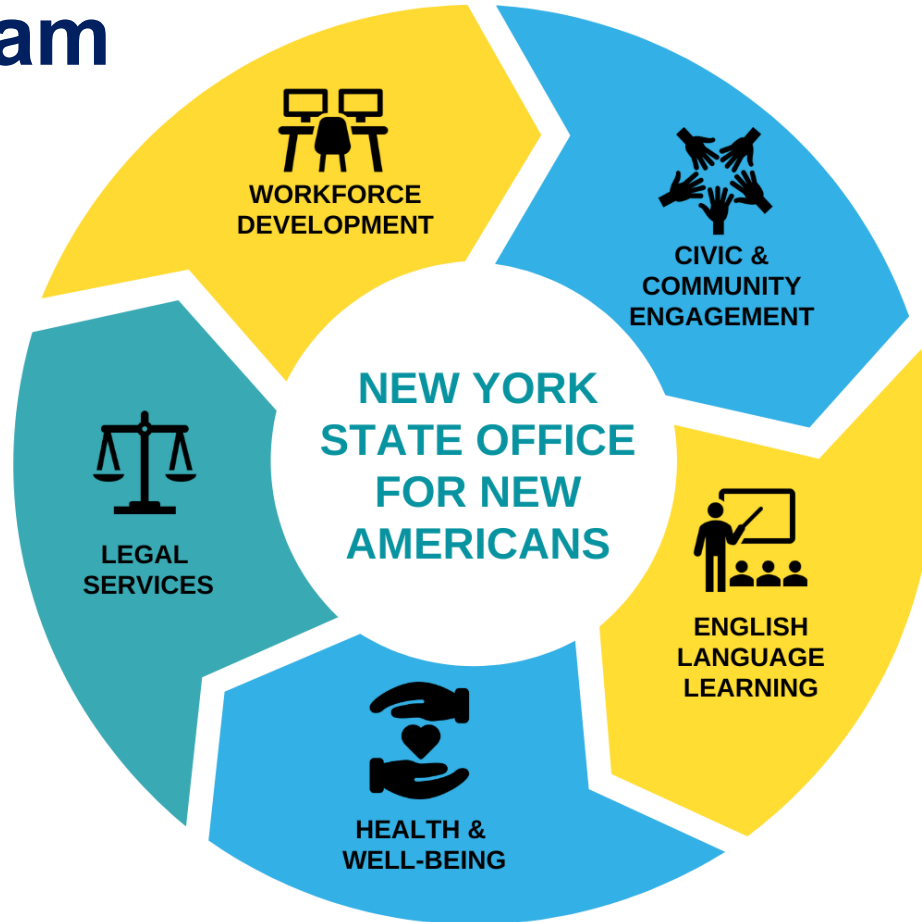 am
WORKFORCE
DEVELOPMENT
CIVIC &
COMMUNITY
ENGAGEMENT
NEW YORK
STATE OFFICE
FOR NEW
AMERICANS
LEGAL
SERVICES
ENGLISH
LANGUAGE
LEARNING
HEALTH &
WELL-BEING